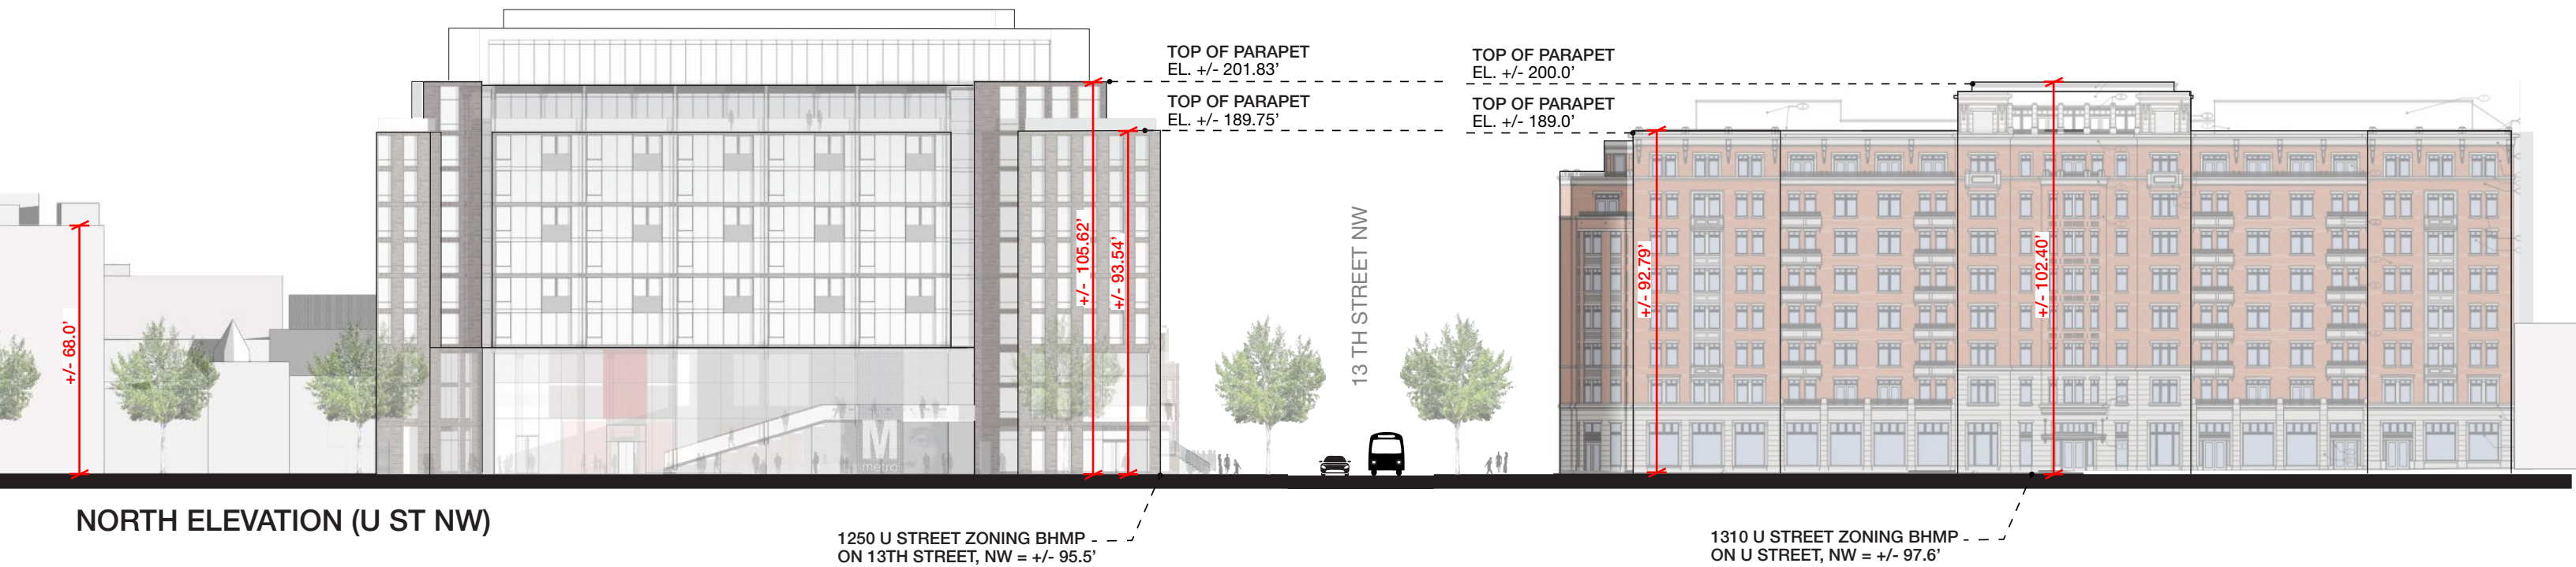 TOP OF PARAPET
EL. +/- 201.83'
TOP OF PARAPET
EL. +/- 189.75'
TOP OF PARAPET
EL. +/- 200.0'
TOP OF PARAPET
EL. +/- 189.0'
+/- 68.0'
+/- 105.62'
+/- 93.54'
13 TH STREET NW
+/- 92.79'
+/- 102.40'
M
metro
NORTH ELEVATION (U ST NW)
1250 U STREET ZONING BHMP
ON 13TH STREET, NW = +/- 95.5'
1310 U STREET ZONING BHMP
ON U STREET, NW = +/- 97.6'